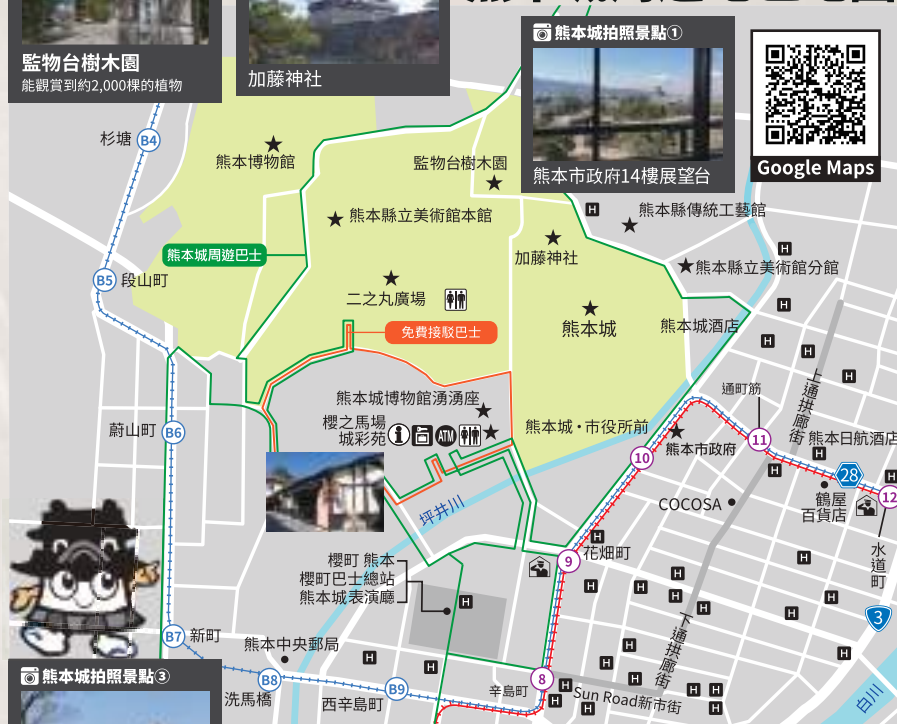 監物台樹木園
能觀賞到約2,000棵的植物
加藤神社
熊本城拍照景點①
熊本市政府14樓展望台
Google Maps
杉塘
B4
熊本博物館
監物台樹木園
熊本縣立美術館本館
H
熊本縣傳統工藝館
加藤神社
熊本城周遊巴士
H
熊本縣立美術館分館
B5
段山町
二之丸廣場
H
熊本城
熊本城酒店
免費接駁巴士
H
H
H
上通拱廊街
通町筋
熊本城博物館湧湧座
櫻之馬場
城彩苑
ATM
熊本城・市役所前
蔚山町
B6
熊本市政府
11
熊本日航酒店
H
10
H
28
H
12
COCOSA
鶴屋
百貨店
坪井川
水道町
H
花畑町
9
櫻町 熊本
櫻町巴士總站
熊本城表演廳
H
H
H
H
H
H
H
H
H
3
下通拱廊街
B7
新町
熊本中央郵局
H
H
H
H
H
H
8
辛島町
H
H
H
H
H
H
H
Sun Road新市街
熊本城拍照景點③
B8
洗馬橋
B9
西辛島町
白川